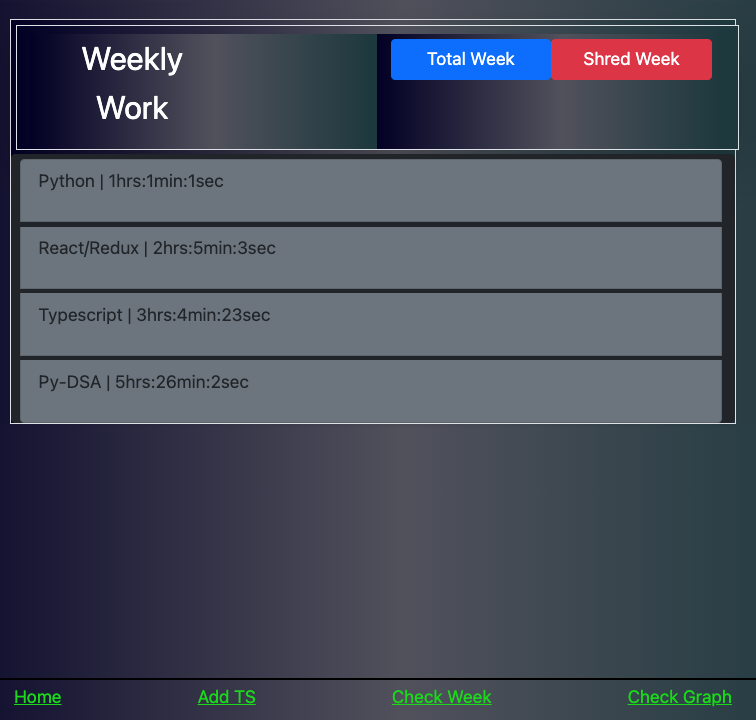 Weekly
Work
Total Week
Shred Week
Python | 1hrs:1min:1sec
React/Redux | 2hrs:5min:3sec
Typescript | 3hrs:4min:23sec
Py-DSA | 5hrs:26min:2sec
Home
Add TS
Check Week
Check Graph